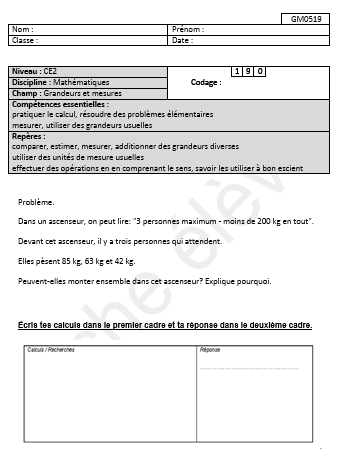 GM0519
Nom : Prénom :
Classe : Date :
Niveau : CE2 1 9 0
Discipline : Mathématiques Codage :
Champ : Grandeurs et mesures
Compétences essentielles :
pratiquer le calcul, résoudre des problèmes élémentaires
mesurer, utiliser des grandeurs usuelles
Repères :
comparer, estimer, mesurer, additionner des grandeurs diverses
utiliser des unités de mesure usuelles
effectuer des opérations en en comprenant le sens, savoir les utiliser à bon escient
Problème.
Dans un ascenseur, on peut lire: "3 personnes maximum - moins de 200 kg en tout".
Devant cet ascenseur, il y a trois personnes qui attendent.
Elles pèsent 85 kg, 63 kg et 42 kg.
Peuvent-elles monter ensemble dans cet ascenseur? Explique pourquoi.
Écris tes calculs dans le premier cadre et ta réponse dans le deuxième cadre.
Calculs / Recherches Réponse
che élève